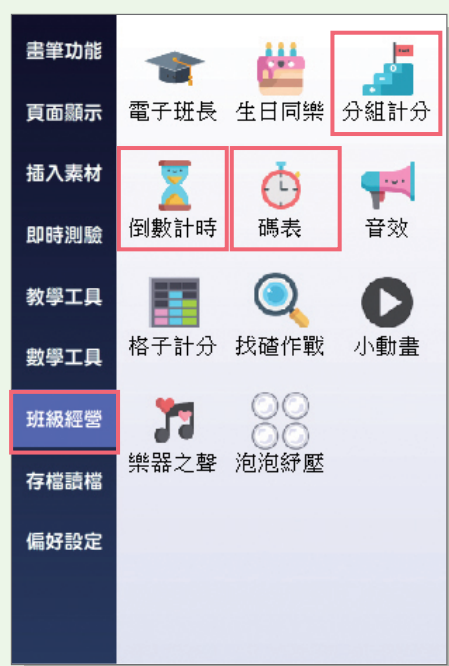 畫筆功能
頁面顯示
插入素材
即時測驗
教學工具
數學工具
班級經營
存檔讀檔
偏好設定
電子班長 生日同樂 分組計分
倒數計時 碼表 音效
格子計分 找碴作戰 小動畫
樂器之聲 泡泡紓壓